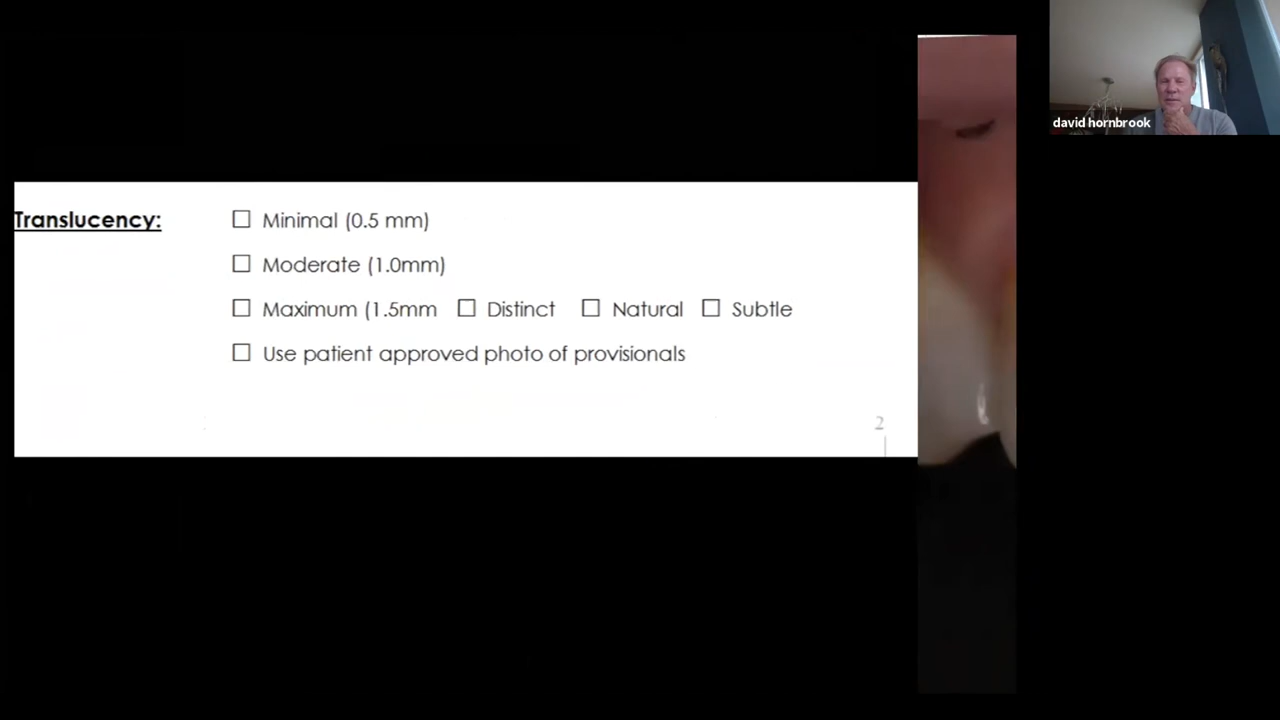 david hornbrook
Translucency: ☐ Minimal (0.5 mm)
☐ Moderate (1.0mm)
☐ Maximum (1.5mm ☐ Distinct ☐ Natural ☐ Subtle
☐ Use patient approved photo of provisionals
2